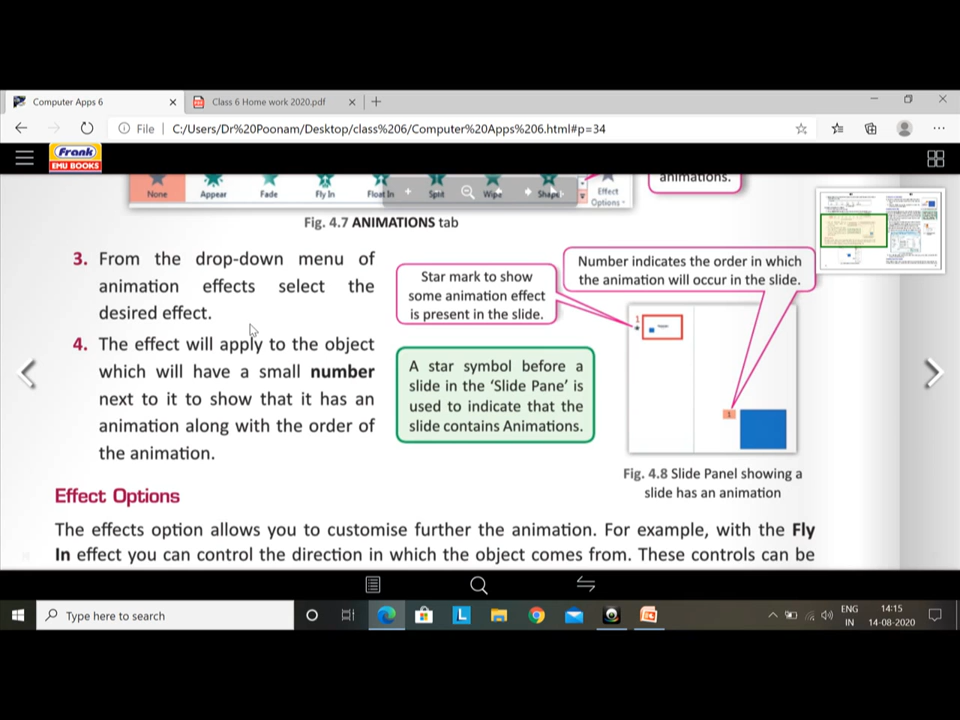 Computer Apps 6
Class 6 Home work 2020.pdf
File | C:/Users/Dr%20Poonam/Desktop/class%206/Computer%20Apps%206.html#p=34
Frank
EMU BOOKS
None Appear Fade Fly In Float In Split Wipe Shape Effect
Options
animations.
Fig. 4.7 ANIMATIONS tab
3. From the drop-down menu of
animation effects select the
desired effect.
4. The effect will apply to the object
which will have a small number
next to it to show that it has an
animation along with the order of
the animation.
Star mark to show
some animation effect
is present in the slide.
Number indicates the order in which
the animation will occur in the slide.
A star symbol before a
slide in the ‘Slide Pane’ is
used to indicate that the
slide contains Animations.
1
1
Fig. 4.8 Slide Panel showing a
slide has an animation
Effect Options
The effects option allows you to customise further the animation. For example, with the Fly
In effect you can control the direction in which the object comes from. These controls can be
Type here to search
ENG
IN
14:15
14-08-2020